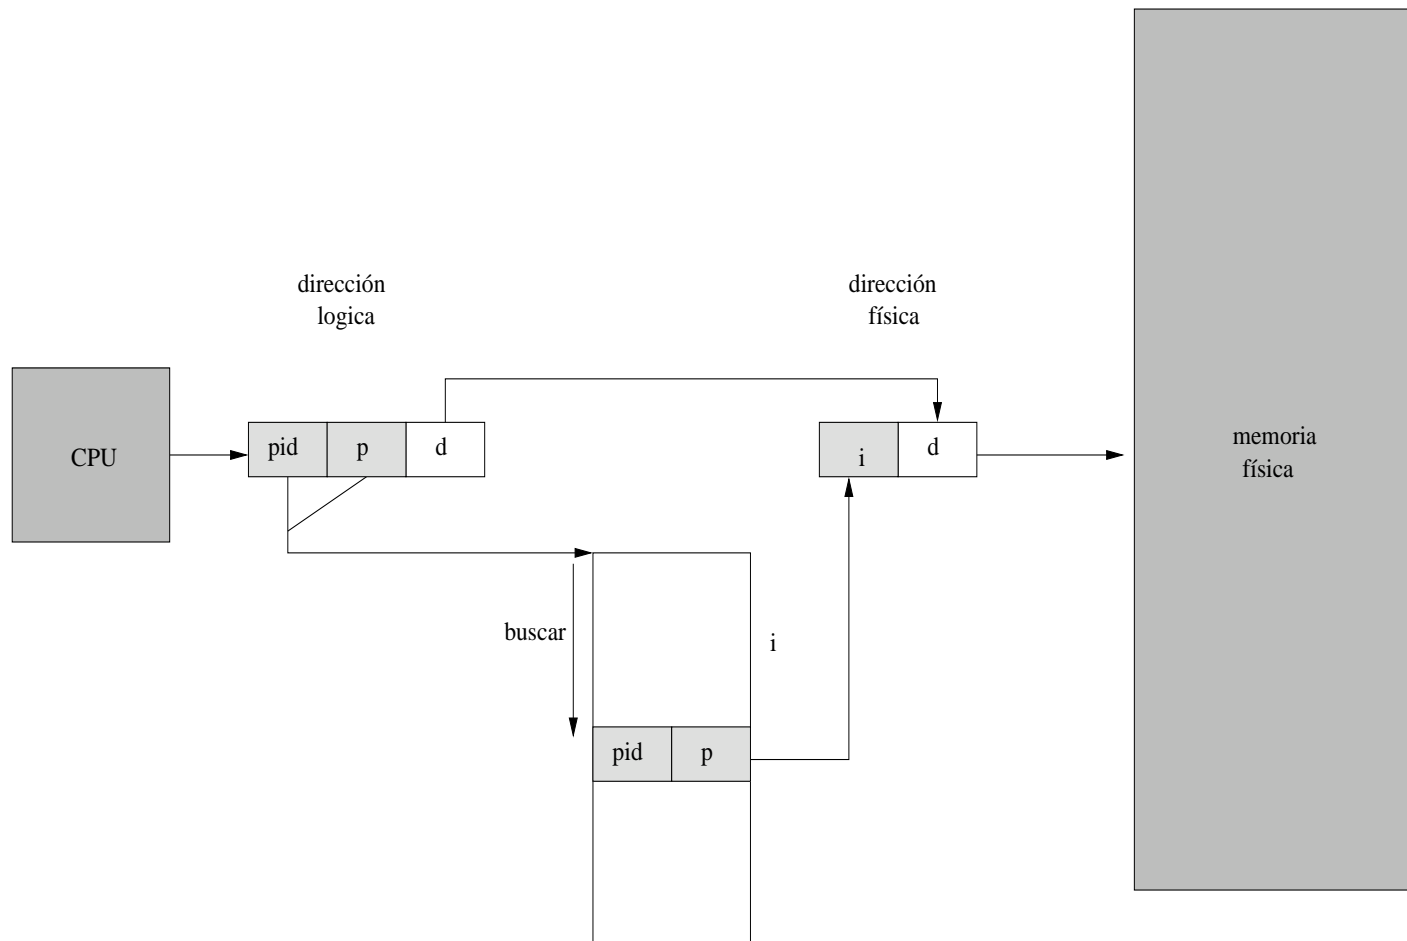 dirección
logica
dirección
física
CPU
pid
p
d
i
d
memoria
física
buscar
i
pid
p